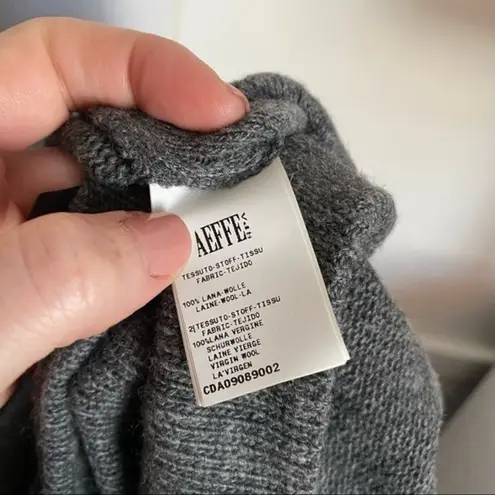 AEFFE
TESSUTO-STOFF-TISSU
FABRIC-TEJIDO
100% LANA-WOLLE
LAINE-WOOL-LA
2)TESSUTO-STOFF-TISSU
FABRIC-TEJIDO
100%LANA VERGINE
SCHURWOLLE
LAINE VIERGE
VIRGIN WOOL
LA'VIRGEN
CDA09089002